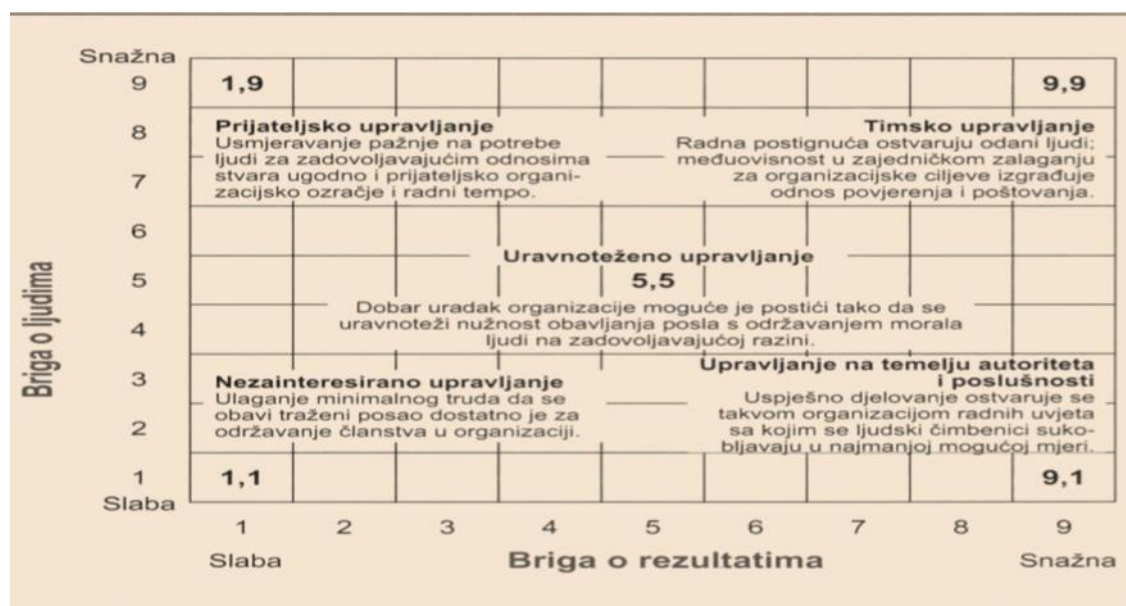 Snažna
9
1,9
9,9
8
Prijateljsko upravljanje
Usmjeravanje pažnje na potrebe
ljudi za zadovoljavajućim odnosima
stvara ugodno i prijateljsko organi-
zacijsko ozračje i radni tempo.
Timsko upravljanje
Radna postignuća ostvaruju odani ljudi;
međuovisnost u zajedničkom zalaganju
za organizacijske ciljeve izgrađuje
odnos povjerenja i poštovanja.
7
6
Uravnoteženo upravljanje
5
5,5
Dobar uradak organizacije moguće je postići tako da se
uravnoteži nužnost obavljanja posla s održavanjem morala
ljudi na zadovoljavajućoj razini.
4
Briga o ljudima
3
Nezainteresirano upravljanje
Ulaganje minimalnog truda da se
obavi traženi posao dostatno je za
održavanje članstva u organizaciji.
Upravljanje na temelju autoriteta
i poslušnosti
Uspješno djelovanje ostvaruje se
takvom organizacijom radnih uvjeta
sa kojim se ljudski čimbenici suko-
bljavaju u najmanjoj mogućoj mjeri.
2
1
1,1
9,1
Slaba
1 2 3 4 5 6 7 8 9
Slaba
Briga o rezultatima
Snažna